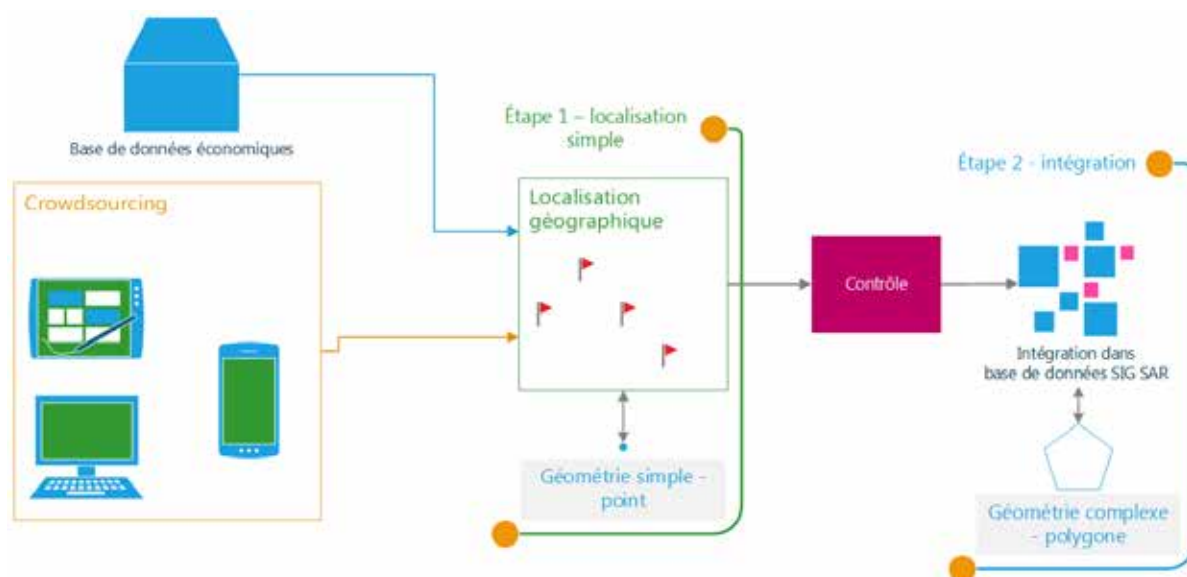 Base de données économiques
Crowdsourcing
Étape 1 – localisation
simple
Localisation
géographique
Géométrie simple -
point
Contrôle
Étape 2 - intégration
Intégration dans
base de données SIG SAR
Géométrie complexe
- polygone